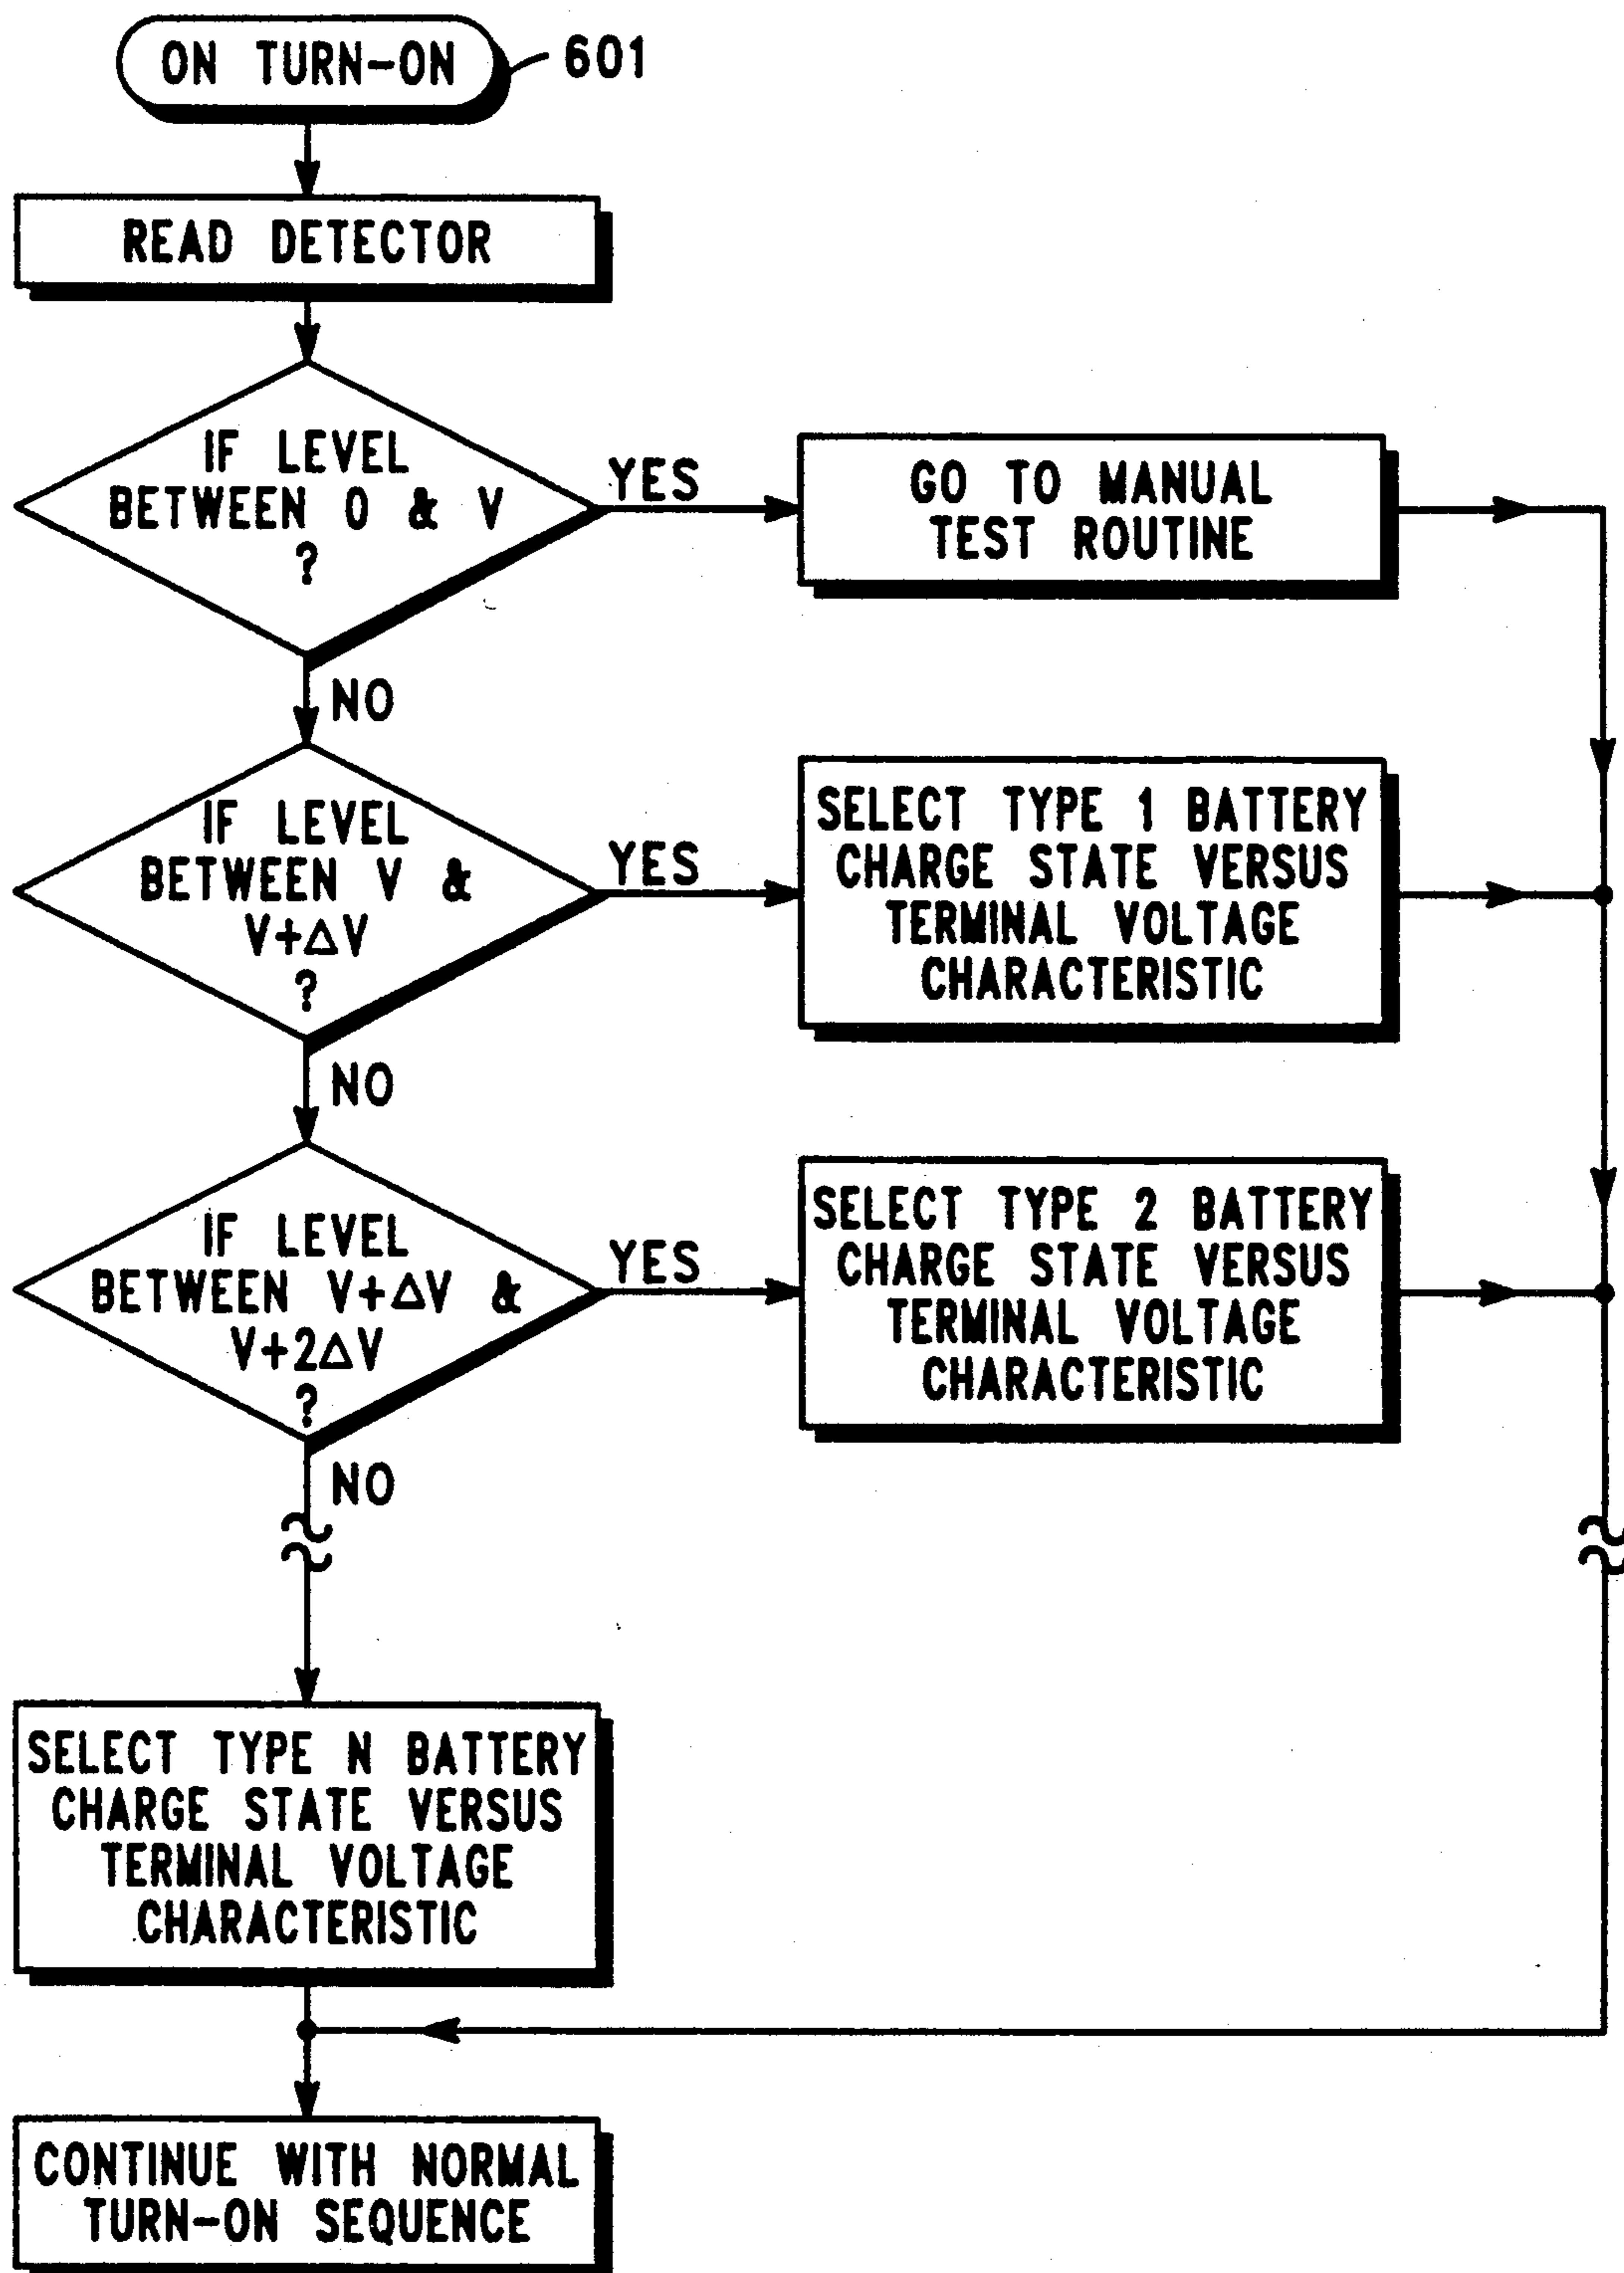 ON TURN-ON
601
READ DETECTOR
IF LEVEL
BETWEEN 0 & V
?
YES
GO TO MANUAL
TEST ROUTINE
NO
IF LEVEL
BETWEEN V &
V+△V
?
YES
SELECT TYPE 1 BATTERY
CHARGE STATE VERSUS
TERMINAL VOLTAGE
CHARACTERISTIC
NO
IF LEVEL
BETWEEN V+△V &
V+2△V
?
YES
SELECT TYPE 2 BATTERY
CHARGE STATE VERSUS
TERMINAL VOLTAGE
CHARACTERISTIC
NO
SELECT TYPE N BATTERY
CHARGE STATE VERSUS
TERMINAL VOLTAGE
CHARACTERISTIC
CONTINUE WITH NORMAL
TURN-ON SEQUENCE